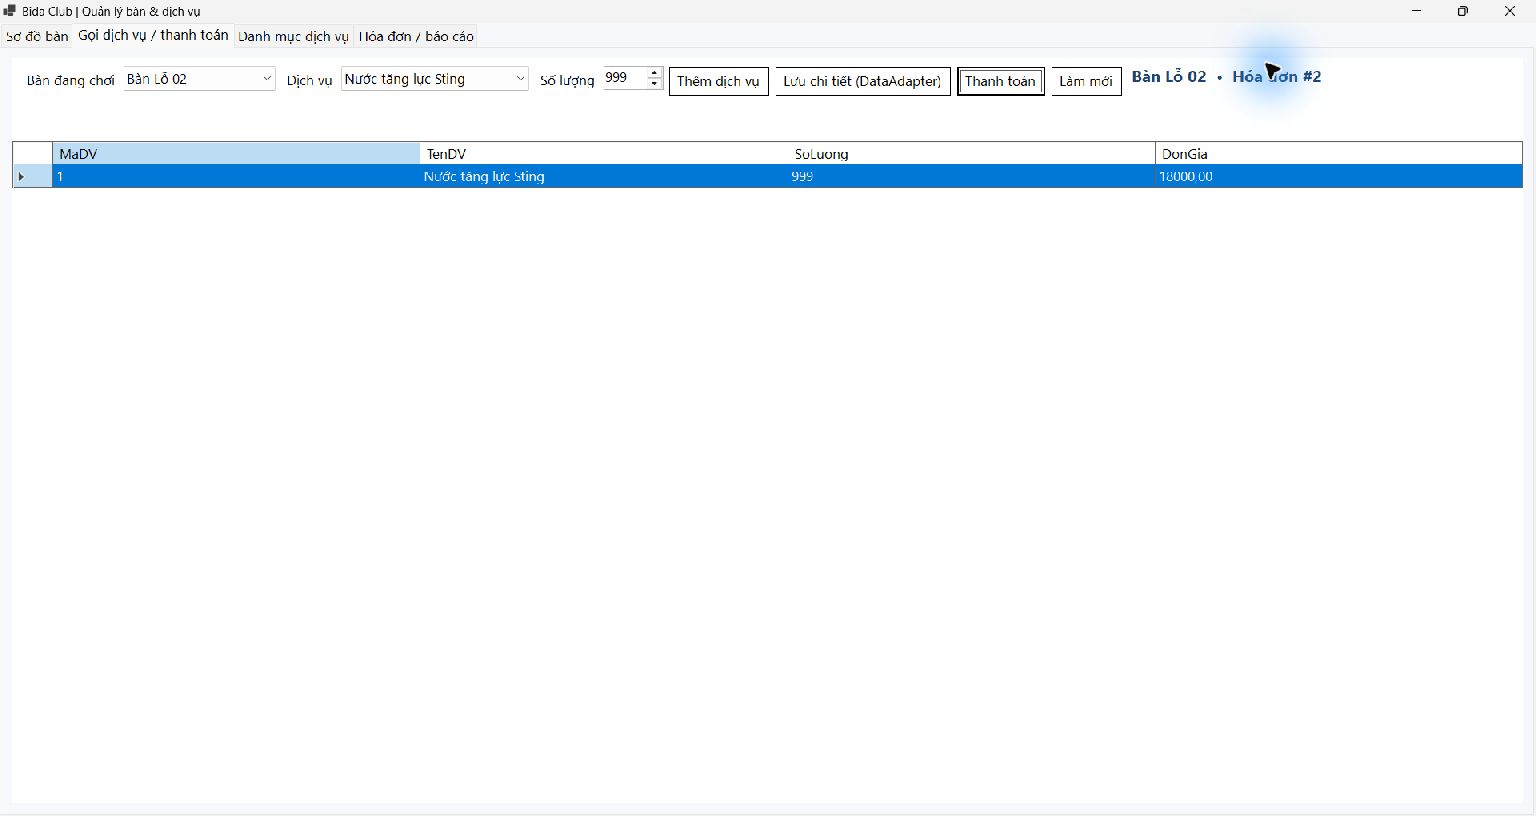 Bida Club | Quản lý bàn & dịch vụ
Sơ đồ bàn Gọi dịch vụ / thanh toán Danh mục dịch vụ Hóa đơn / báo cáo
Bàn đang chơi Bàn Lỗ 02 Dịch vụ Nước tăng lực Sting Số lượng 999 Thêm dịch vụ Lưu chi tiết (DataAdapter) Thanh toán Làm mới Bàn Lỗ 02 • Hóa đơn #2
MaDV TenDV SoLuong DonGia
1 Nước tăng lực Sting 999 18000,00